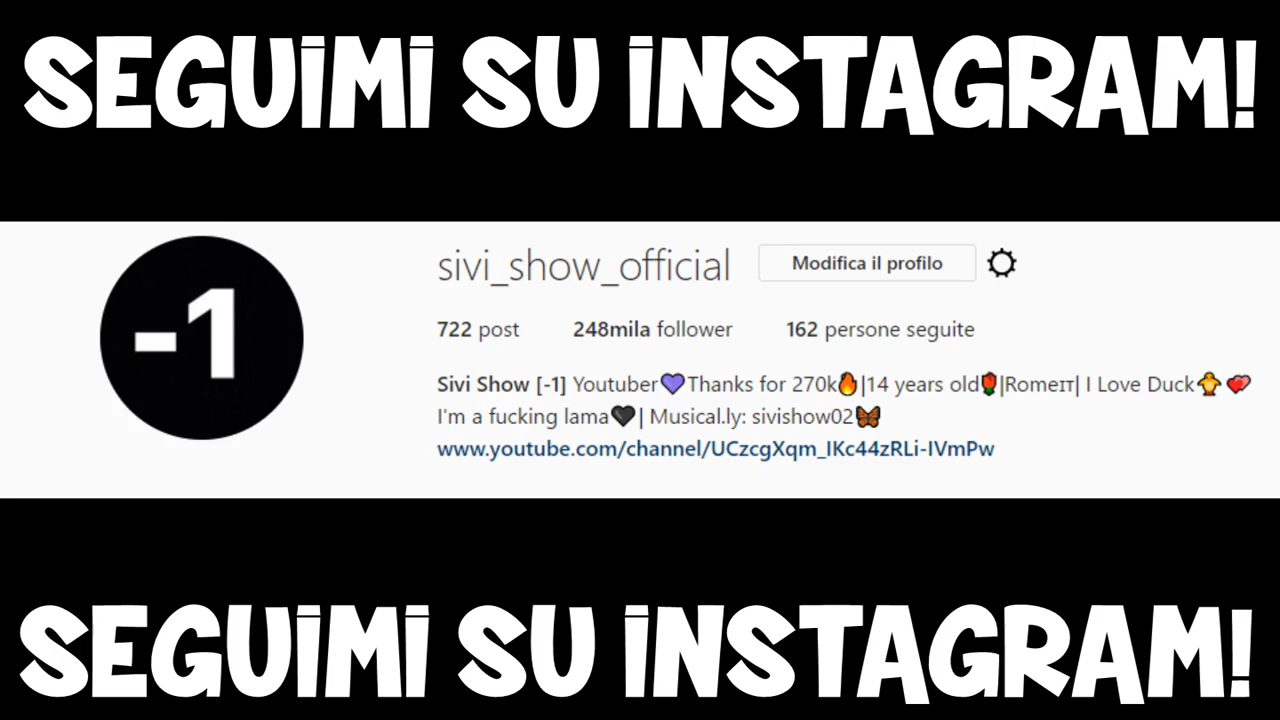 SEGUIMI SU INSTAGRAM!
-1
sivi_show_official Modifica il profilo
722 post 248mila follower 162 persone seguite
Sivi Show [-1] Youtuber💜Thanks for 270k🔥|14 years old🌹|Romeɪᴛ| I Love Duck🐥💕
I'm a fucking lama🖤| Musical.ly: sivishow02🦋
www.youtube.com/channel/UCzcgXqm_IKc44zRLi-IVmPw
SEGUIMI SU INSTAGRAM!